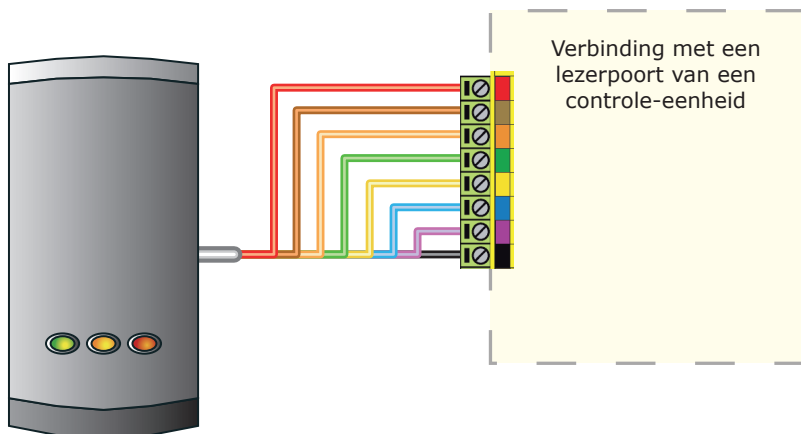 Verbinding met een
lezerpoort van een
controle-eenheid